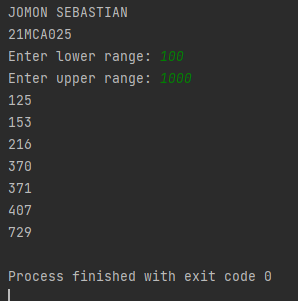 JOMON SEBASTIAN
21MCA025
Enter lower range: 100
Enter upper range: 1000
125
153
216
370
371
407
729
Process finished with exit code 0